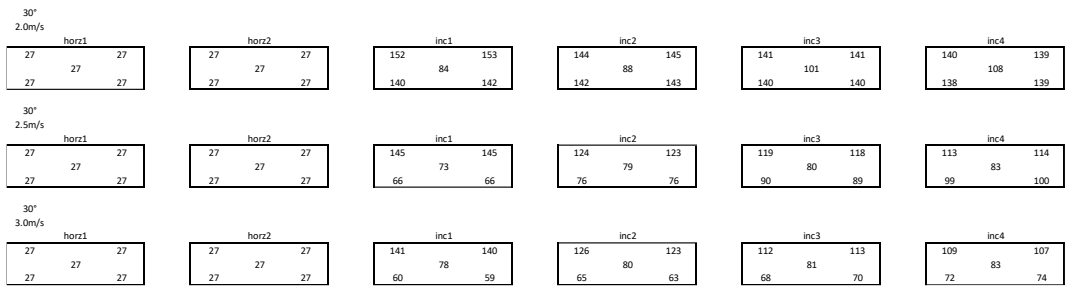 30°
2.0m/s
horz1 horz2 inc1 inc2 inc3 inc4
27 27 27 27 152 153 144 145 141 141 140 139
27 27 84 88 101 108
27 27 27 27 140 142 142 143 140 140 138 139
30°
2.5m/s
horz1 horz2 inc1 inc2 inc3 inc4
27 27 27 27 145 145 124 123 119 118 113 114
27 27 73 79 80 83
27 27 27 27 66 66 76 76 90 89 99 100
30°
3.0m/s
horz1 horz2 inc1 inc2 inc3 inc4
27 27 27 27 141 140 126 123 112 113 109 107
27 27 78 80 81 83
27 27 27 27 60 59 65 63 68 70 72 74